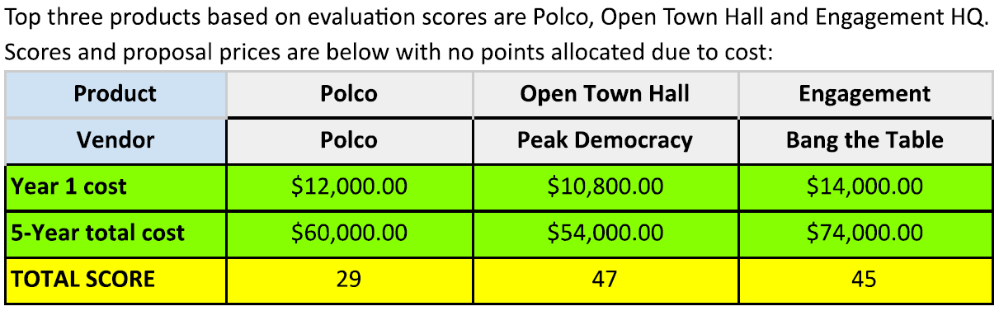 Top three products based on evaluation scores are Polco, Open Town Hall and Engagement HQ.
Scores and proposal prices are below with no points allocated due to cost:
Product Polco Open Town Hall Engagement
Vendor Polco Peak Democracy Bang the Table
Year 1 cost $12,000.00 $10,800.00 $14,000.00
5-Year total cost $60,000.00 $54,000.00 $74,000.00
TOTAL SCORE 29 47 45